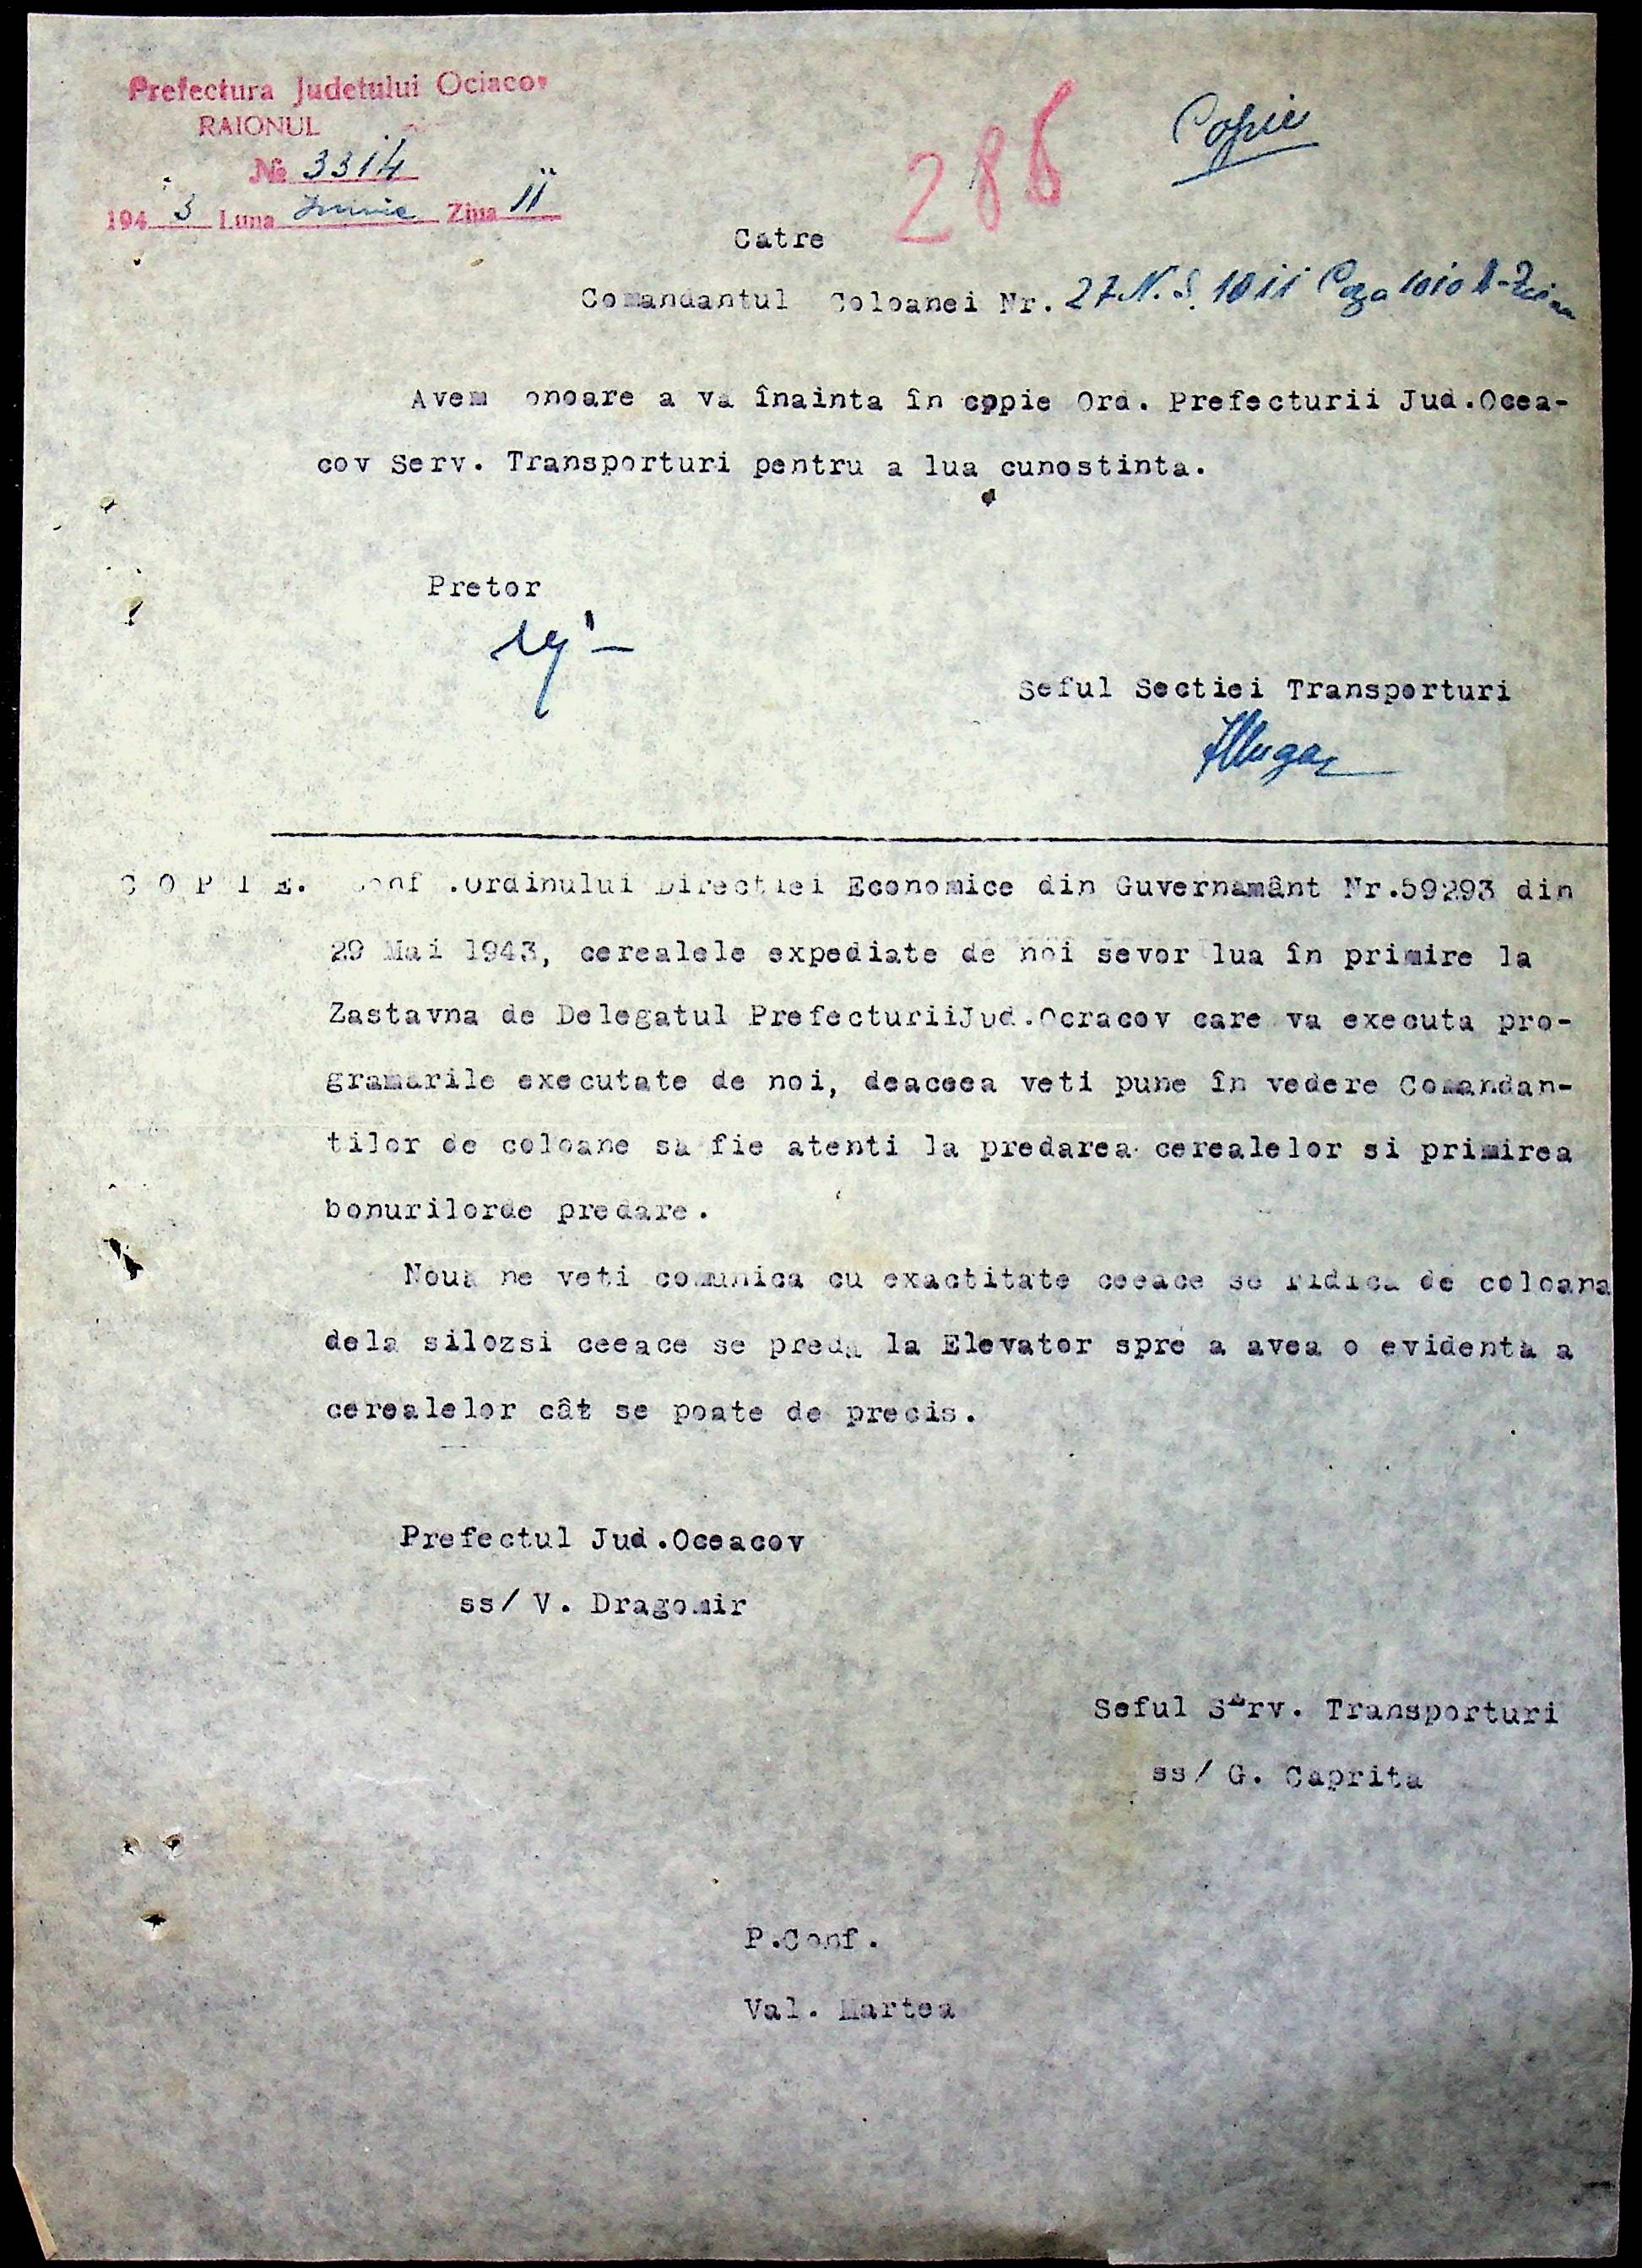 Prefectura Judetului Ociacov
RAIONUL
№ 3314
1943 Luna Iunie Ziua 11
286
Copie
Catre
Comandantul Coloanei Nr. 27 N. S. 1011
Avem onoare a va înainta în copie Ord. Prefecturii Jud.Ocea-
cov Serv. Transporturi pentru a lua cunostinta.
Pretor
Seful Sectiei Transporturi
C O P I E. Conf .Ordinului Directiei Economice din Guvernamânt Nr.59293 din
29 Mai 1943, cerealele expediate de noi sevor lua în primire la
Zastavna de Delegatul PrefecturiiJud.Ocracov care va executa pro-
gramarile executate de noi, deaceea veti pune în vedere Comandan-
tilor de coloane sa fie atenti la predarea cerealelor si primirea
bonurilorde predare.
Noua ne veti comunica cu exactitate ceeace se ridica de coloana
dela silozsi ceeace se preda la Elevator spre a avea o evidenta a
cerealelor cât se poate de precis.
Prefectul Jud.Oceacov
ss/ V. Dragomir
Seful Serv. Transporturi
ss/ G. Caprita
P.Conf.
Val. Martea